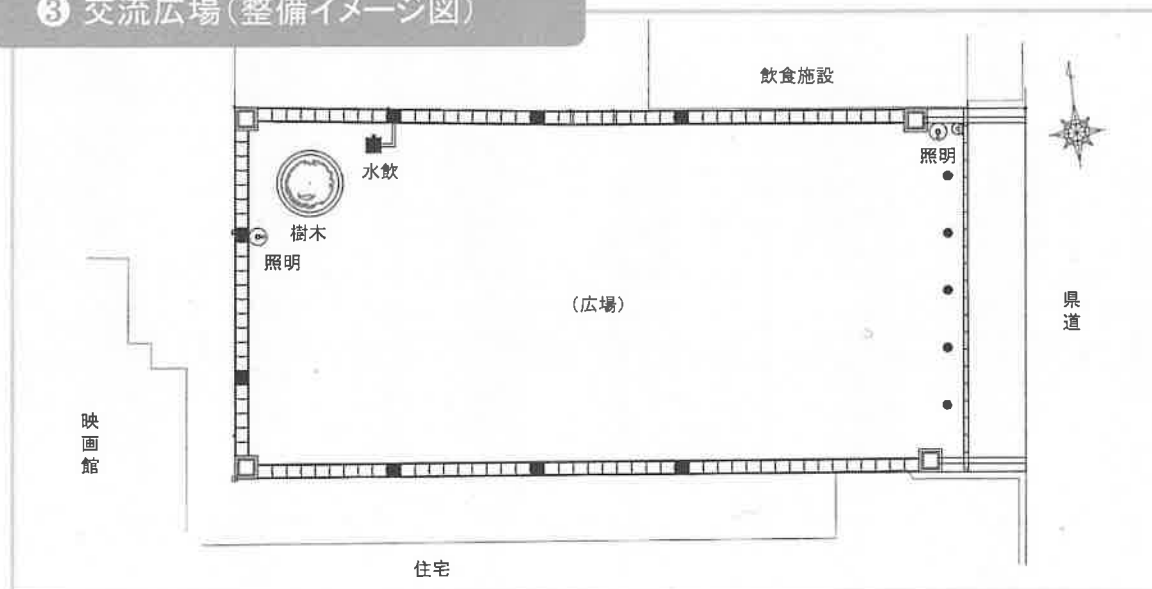 ❸ 交流広場（整備イメージ図）
飲食施設
照明
水飲
樹木
照明
（広場）
県道
映画館
住宅